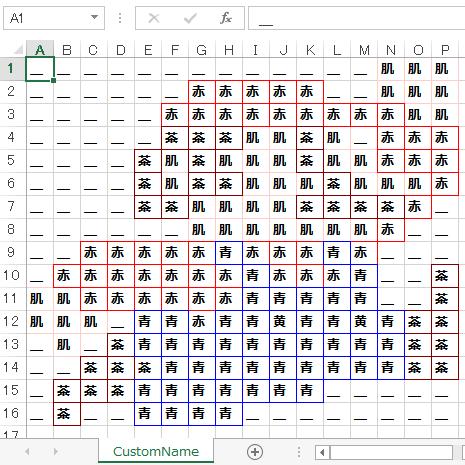 A1 fx __
A B C D E F G H I J K L M N O P
1 __ __ __ __ __ __ __ __ __ __ __ __ __ 肌 肌 肌
2 __ __ __ __ __ __ 赤 赤 赤 赤 赤 __ __ 肌 肌 肌
3 __ __ __ __ __ 赤 赤 赤 赤 赤 赤 赤 赤 赤 肌 肌
4 __ __ __ __ __ 茶 茶 茶 肌 肌 茶 肌 __ 赤 赤 赤
5 __ __ __ __ 茶 肌 茶 肌 肌 肌 茶 肌 肌 赤 赤 赤
6 __ __ __ __ 茶 肌 茶 茶 肌 肌 肌 茶 肌 肌 肌 赤
7 __ __ __ __ 茶 茶 肌 肌 肌 肌 茶 茶 茶 茶 赤 __
8 __ __ __ __ __ __ 肌 肌 肌 肌 肌 肌 肌 赤 __ __
9 __ __ 赤 赤 赤 赤 赤 青 赤 赤 赤 青 赤 __ __ __
10 __ 赤 赤 赤 赤 赤 赤 赤 青 青 青 青 青 __ __ 茶
11 肌 肌 赤 赤 赤 赤 赤 赤 青 青 青 青 青 __ __ 茶
12 肌 肌 肌 __ 青 青 赤 青 青 黄 青 青 黄 青 茶 茶
13 __ 肌 __ 茶 青 青 青 青 青 青 青 青 青 青 茶 茶
14 __ __ 茶 茶 茶 青 青 青 青 青 青 青 青 青 茶 茶
15 __ 茶 茶 茶 青 青 青 青 青 青 青 __ __ __ __ __
16 __ 茶 __ __ 青 青 青 青 __ __ __ __ __ __ __ __
17
CustomName